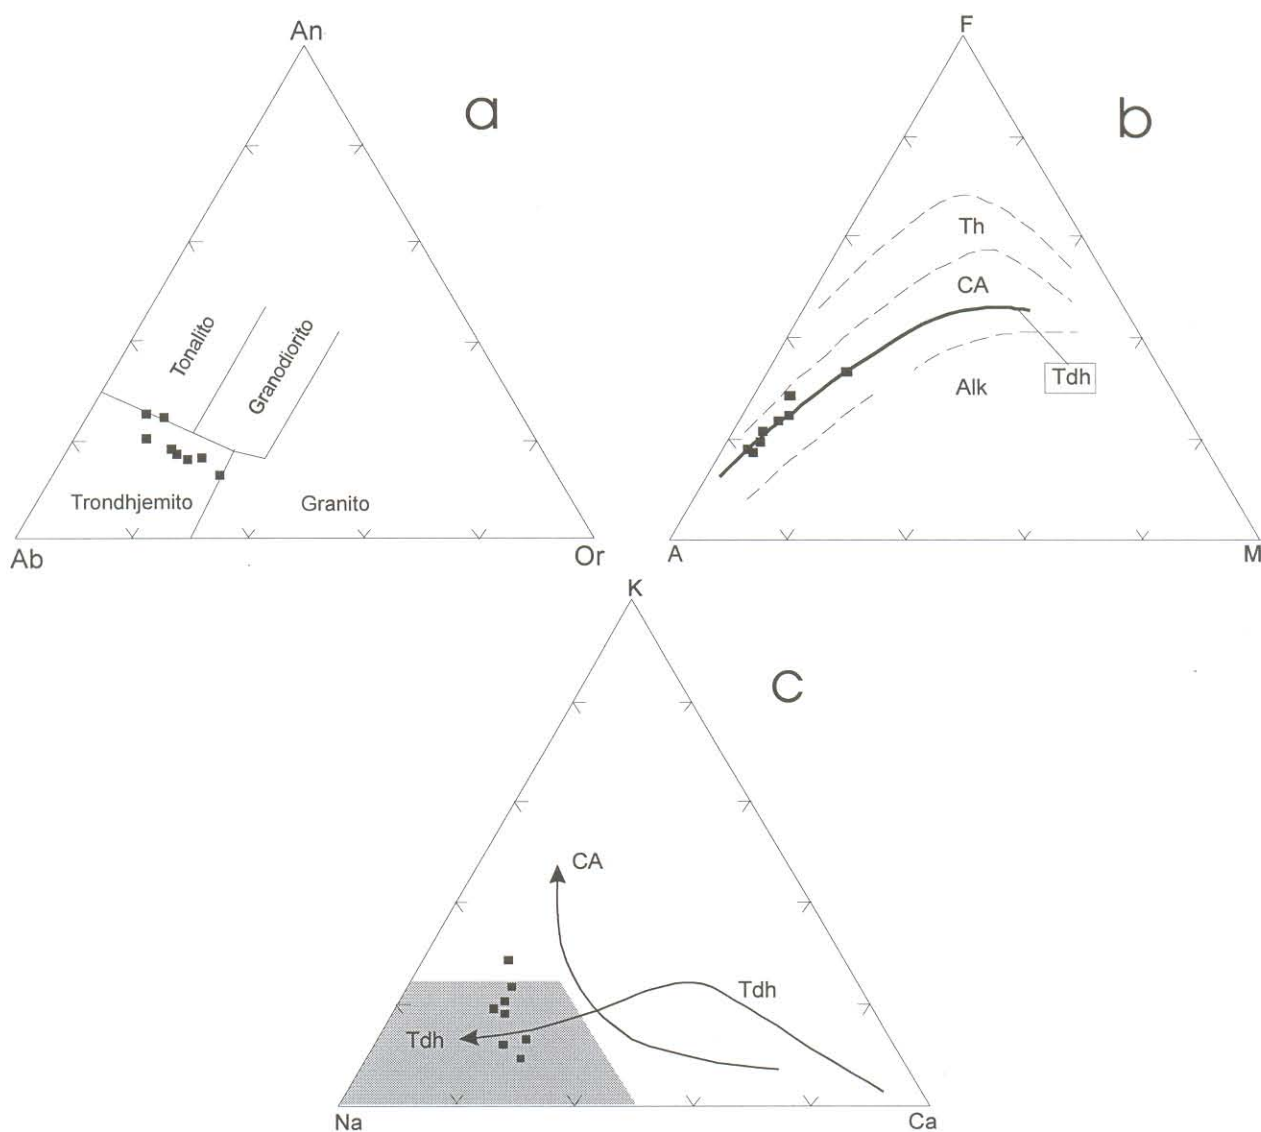 An
a
Tonalito
Granodiorito
Trondhjemito
Granito
Ab
Or
F
b
Th
CA
Tdh
Alk
A
M
K
c
CA
Tdh
Tdh
Na
Ca